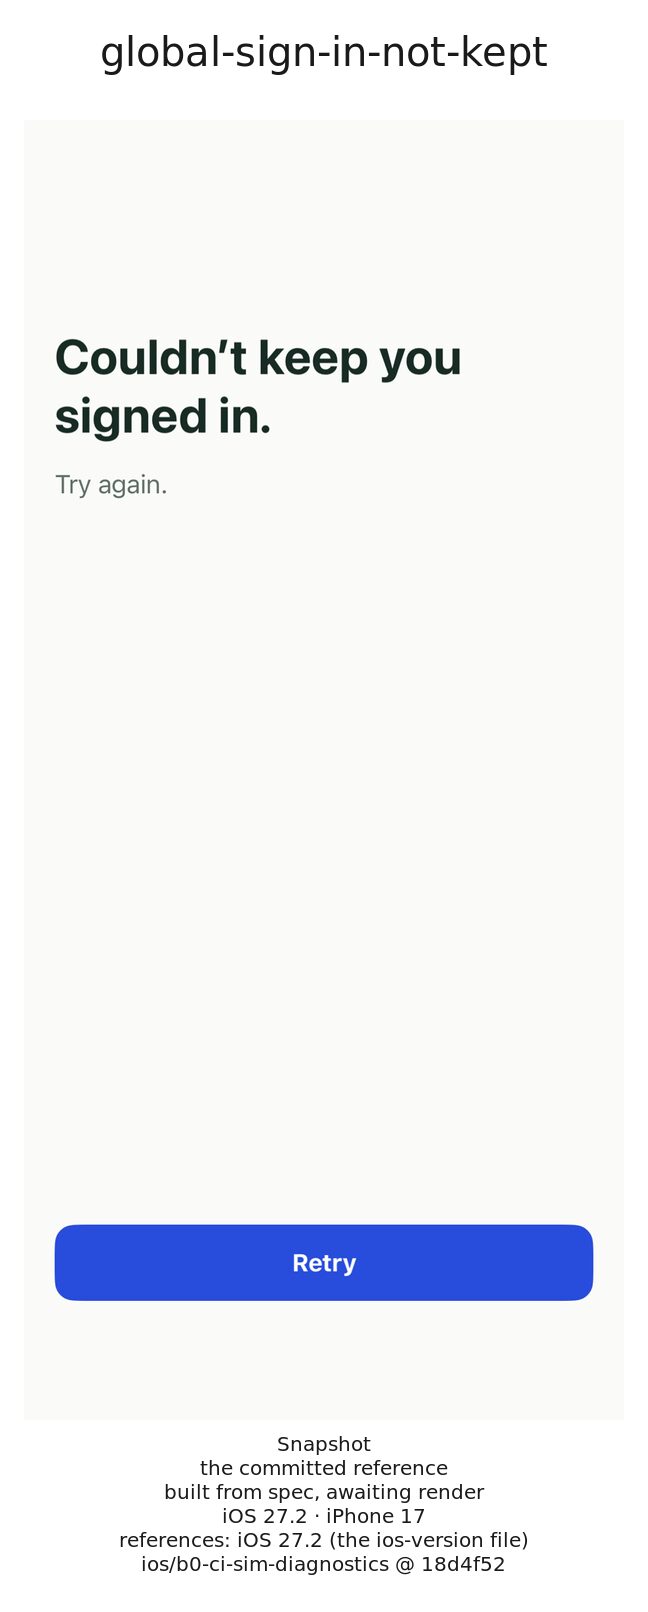 global-sign-in-not-kept
Couldn’t keep you
signed in.
Try again.
Retry
Snapshot
the committed reference
built from spec, awaiting render
iOS 27.2 · iPhone 17
references: iOS 27.2 (the ios-version file)
ios/b0-ci-sim-diagnostics @ 18d4f52